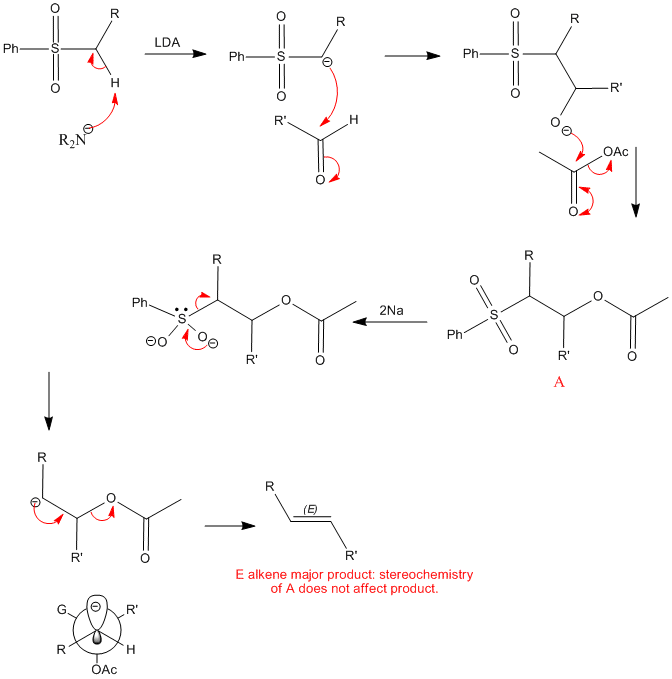 O
R
Ph
S
O
H
R₂N⊖
LDA
O
R
Ph
S
⊖
O
R'
H
O
O
R
Ph
S
O
R'
O
⊖
OAc
O
R
Ph
S
O⊖
O⊖
O
R'
O
2Na
O
R
Ph
S
O
O
R'
O
A
R
⊖
O
R'
O
R
(E)
R'
E alkene major product: stereochemistry
of A does not affect product.
G
⊖
R'
R
H
OAc